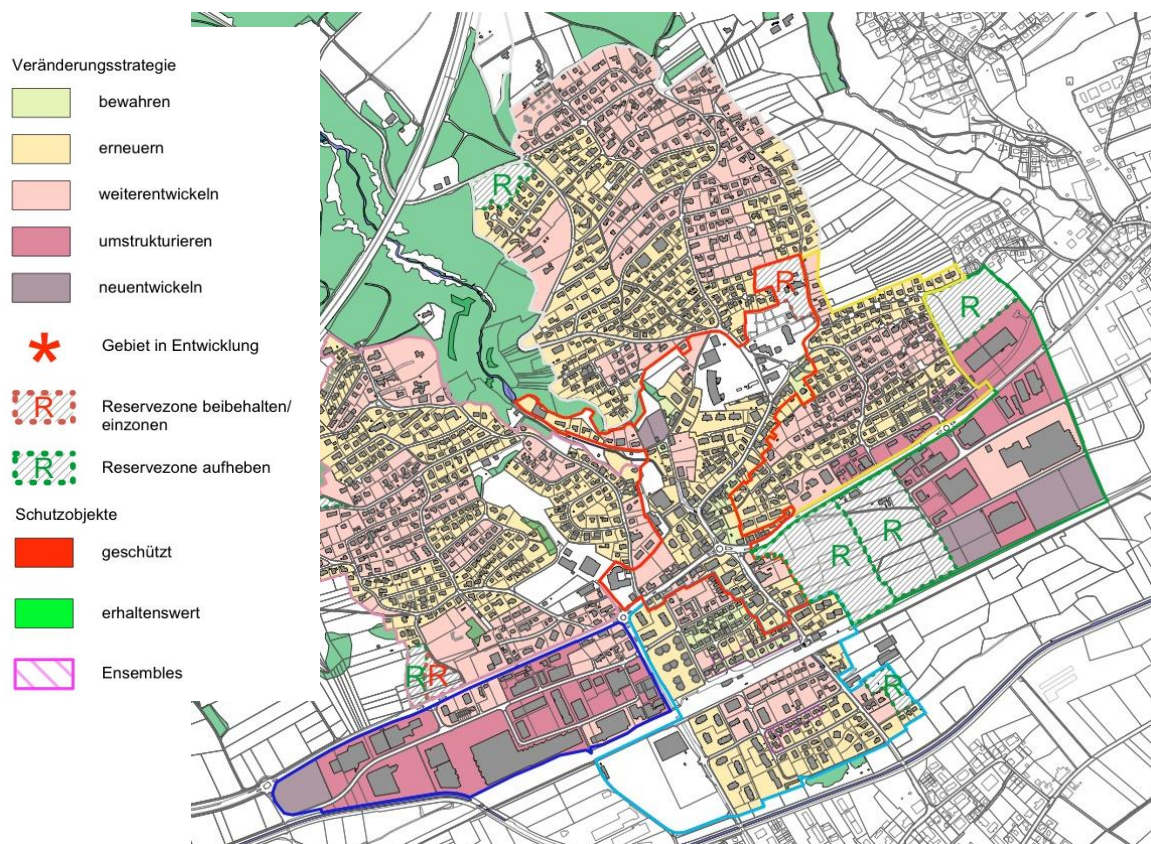 Veränderungsstrategie
bewahren
erneuern
weiterentwickeln
umstrukturieren
neuentwickeln
* Gebiet in Entwicklung
R Reservezone beibehalten/
einzonen
R Reservezone aufheben
Schutzobjekte
geschützt
erhaltenswert
Ensembles
R
R
R
R
R
R R
R